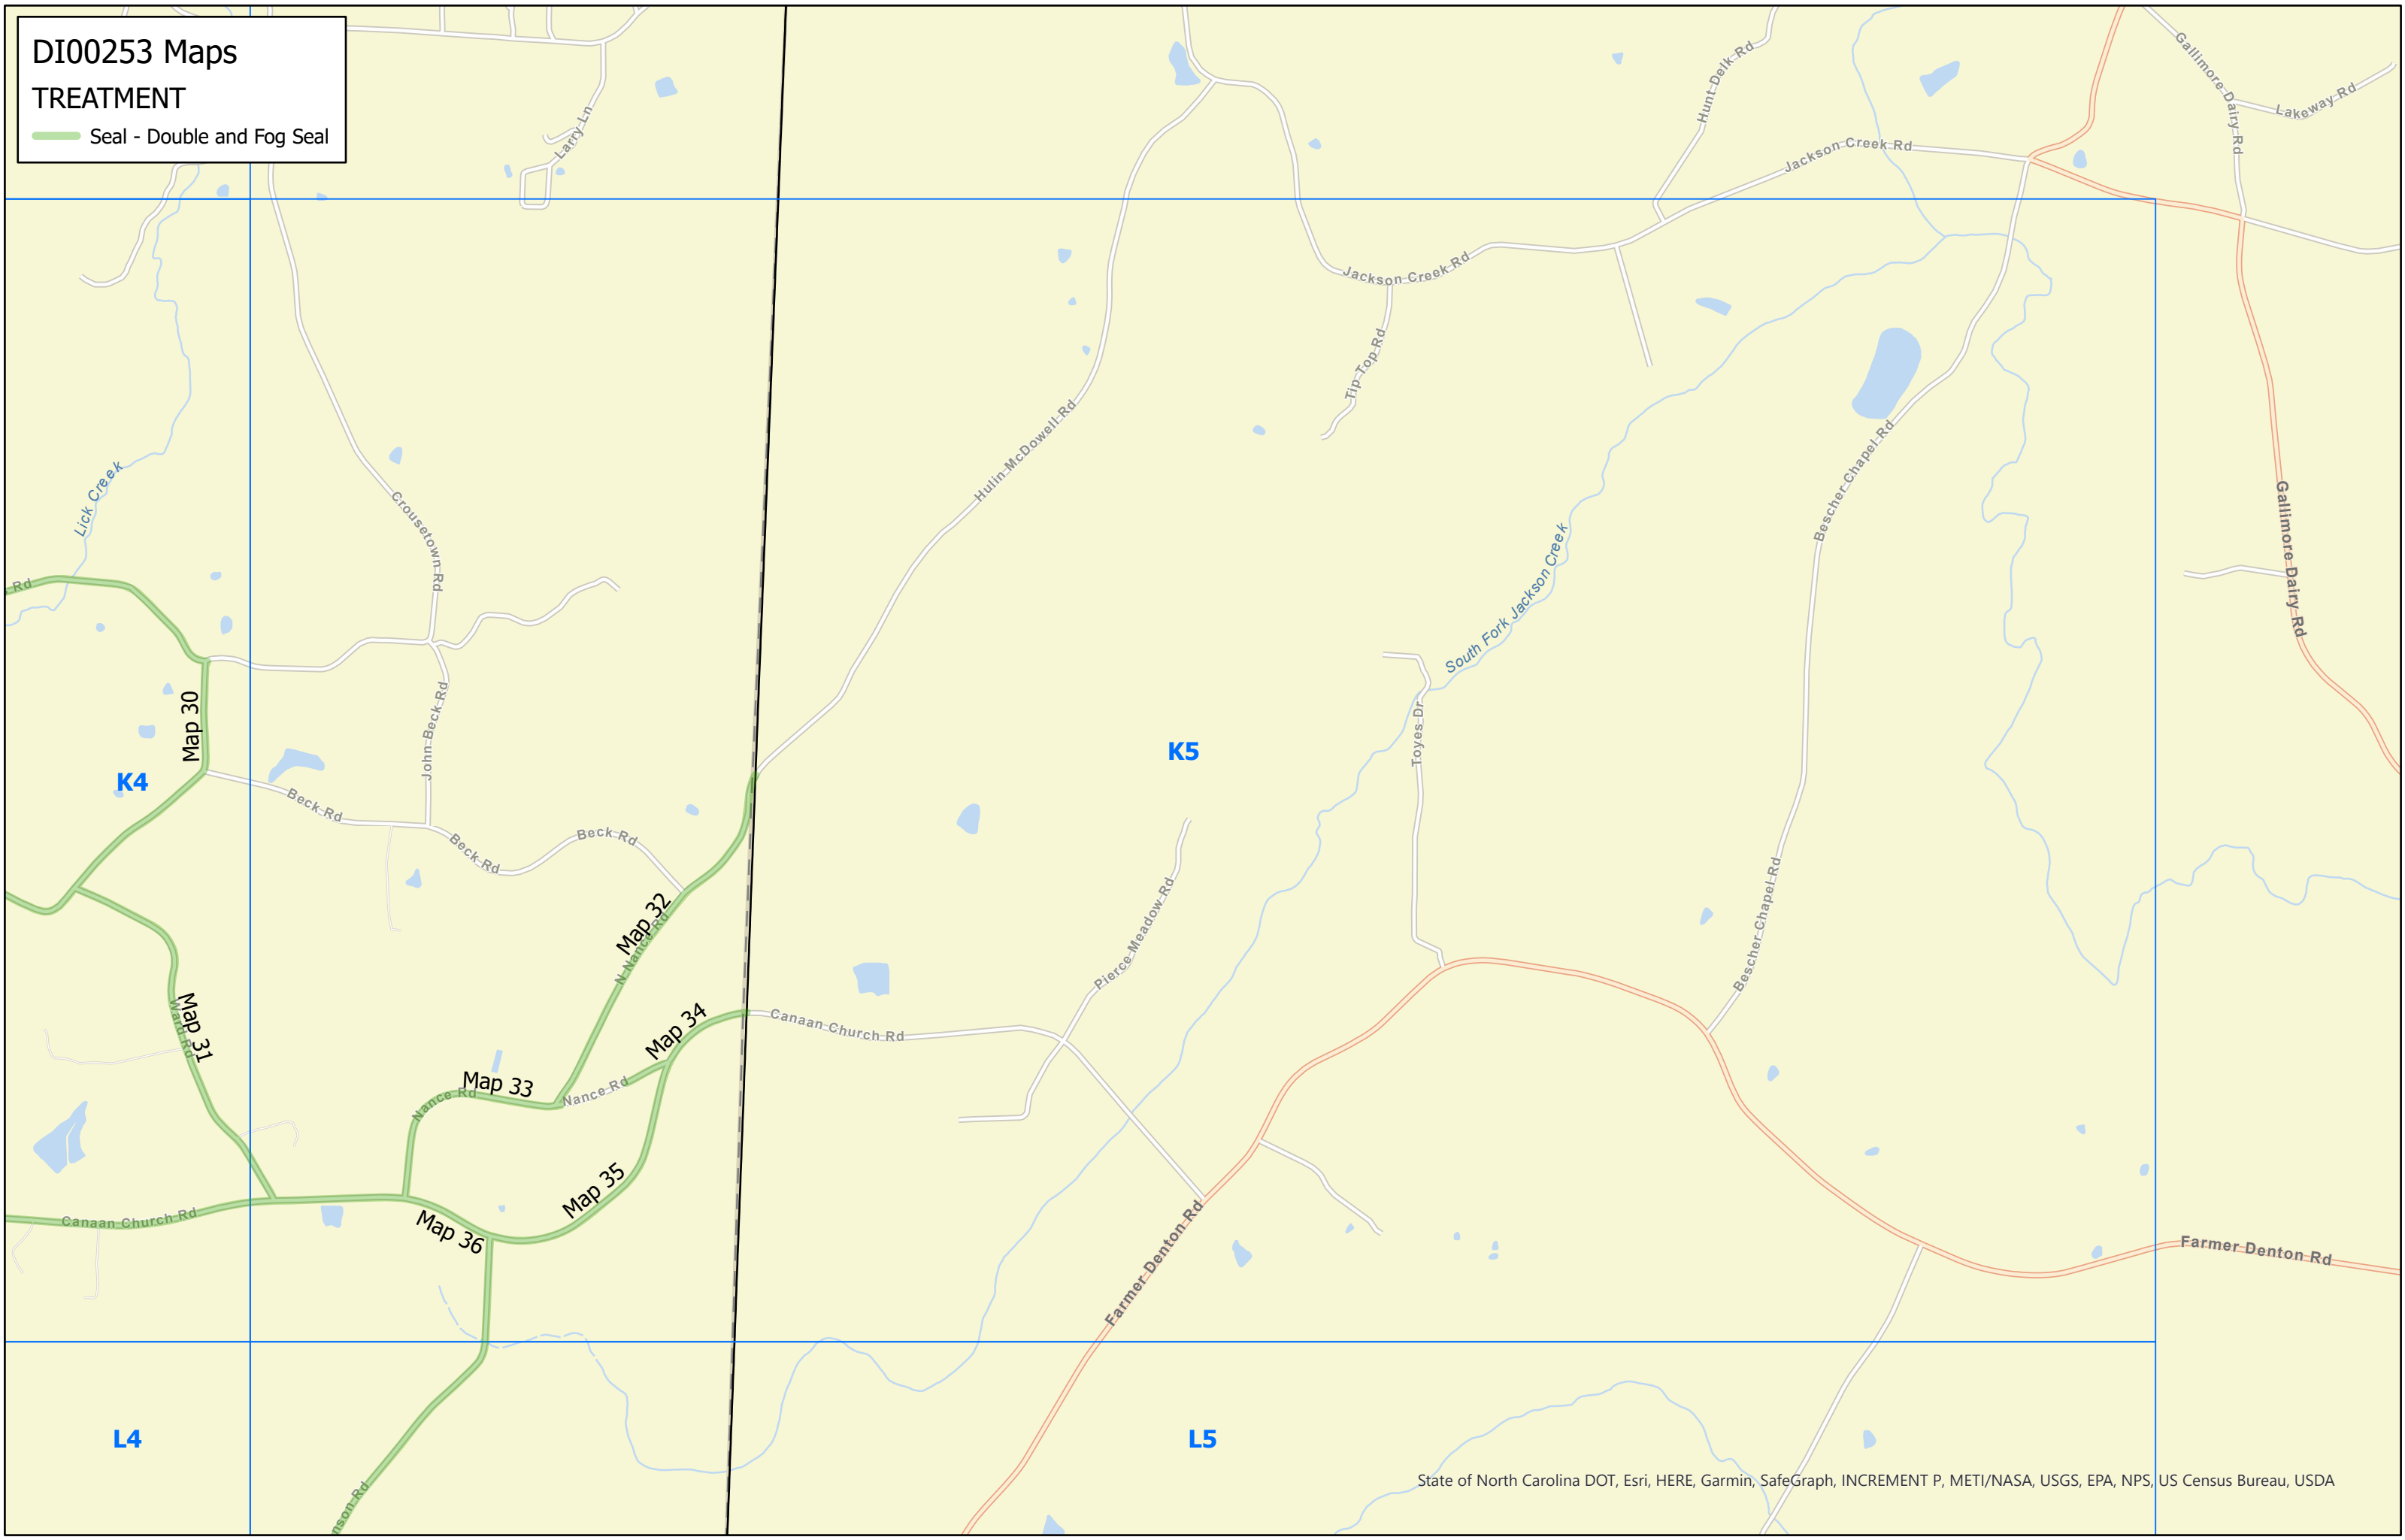 DI00253 Maps
TREATMENT
Seal - Double and Fog Seal
Larry Ln
Hunt Delk Rd
Gallimore Dairy Rd
Lakeway Rd
Jackson Creek Rd
Jackson Creek Rd
Tip Top Rd
Hulin McDowell Rd
Lick Creek
Crousetown Rd
Bescher Chapel Rd
Gallimore Dairy Rd
South Fork Jackson Creek
Rd
Map 30
John Beck Rd
Toyes Dr
K4
K5
Beck Rd
Beck Rd
Beck Rd
Map 32
N Nance Rd
Pierce Meadow Rd
Bescher Chapel Rd
Map 31
Ward Rd
Map 34
Canaan Church Rd
Map 33
Nance Rd
Nance Rd
Map 35
Canaan Church Rd
Map 36
Farmer Denton Rd
Farmer Denton Rd
L4
L5
nson Rd
State of North Carolina DOT, Esri, HERE, Garmin, SafeGraph, INCREMENT P, METI/NASA, USGS, EPA, NPS, US Census Bureau, USDA